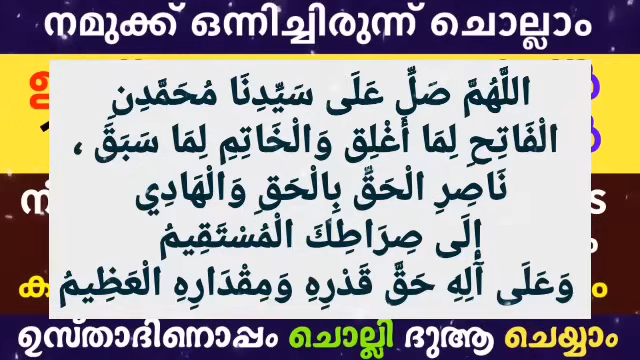 നമുക്ക് ഒന്നിച്ചിരുന്ന് ചൊല്ലാം
اللَّهُمَّ صَلِّ عَلَى سَيِّدِنَا مُحَمَّدِنِ
الْفَاتِحِ لِمَا أُغْلِقَ وَالْخَاتِمِ لِمَا سَبَقَ ،
نَاصِرِ الْحَقِّ بِالْحَقِ وَالْهَادِي
إِلَى صِرَاطِكَ الْمُسْتَقِيمُ
وَعَلَى آلِهِ حَقَّ قَدْرِهِ وَمِقْدَارِهِ الْعَظِيمُ
ഉസ്താദിനൊപ്പം ചൊല്ലി ദുആ ചെയ്യാം